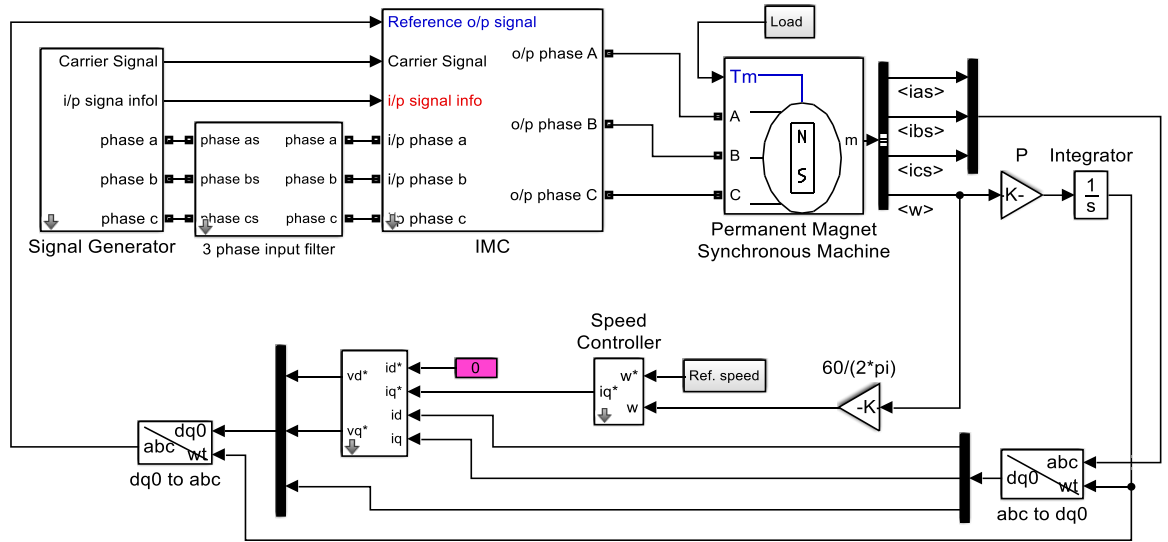 Reference o/p signal
Carrier Signal
i/p signal info
i/p phase a
i/p phase b
i/p phase c
o/p phase A
o/p phase B
o/p phase C
IMC
Carrier Signal
i/p signa infol
phase a
phase b
phase c
Signal Generator
phase as
phase bs
phase cs
phase a
phase b
phase c
3 phase input filter
Load
Tm
A
B
C
N
S
m
Permanent Magnet
Synchronous Machine
<ias>
<ibs>
<ics>
<w>
P
K-
Integrator
1
s
Speed
Controller
w*
iq*
w
Ref. speed
60/(2*pi)
-K
0
id*
iq*
id
iq
vd*
vq*
dq0
abc
wt
dq0 to abc
abc
dq0
wt
abc to dq0